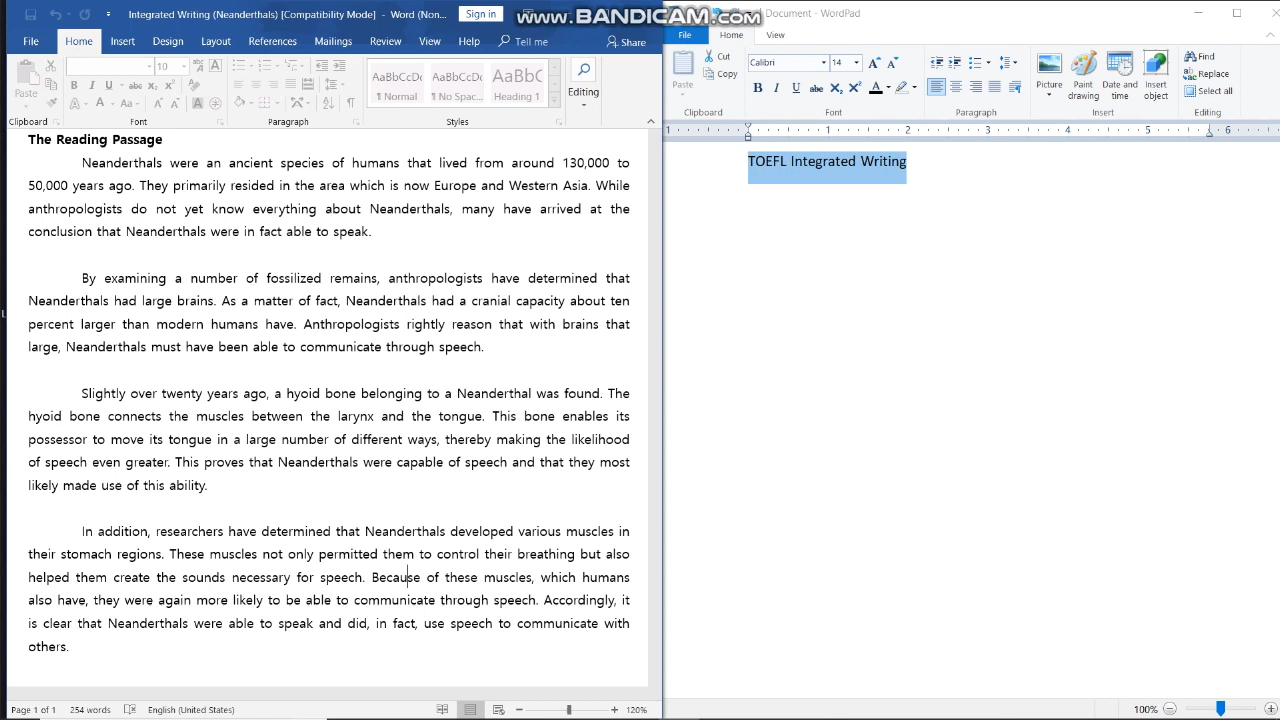 Integrated Writing (Neanderthals) [Compatibility Mode] - Word (Non...
Sign in
www.BANDICAM.com
Document - WordPad
File Home Insert Design Layout References Mailings Review View Help Tell me Share
File Home View
Paste
10
Clipboard
Font
Paragraph
AaBbCcDc
¶ Normal
AaBbCcDc
¶ No Spac...
AaBbC
Heading 1
Styles
Editing
Paste
Cut
Copy
Clipboard
Calibri
14
Font
Paragraph
Picture
Paint drawing
Date and time
Insert object
Insert
Find
Replace
Select all
Editing
1 1 2 3 4 5 6
The Reading Passage
Neanderthals were an ancient species of humans that lived from around 130,000 to
50,000 years ago. They primarily resided in the area which is now Europe and Western Asia. While
anthropologists do not yet know everything about Neanderthals, many have arrived at the
conclusion that Neanderthals were in fact able to speak.
By examining a number of fossilized remains, anthropologists have determined that
Neanderthals had large brains. As a matter of fact, Neanderthals had a cranial capacity about ten
percent larger than modern humans have. Anthropologists rightly reason that with brains that
large, Neanderthals must have been able to communicate through speech.
Slightly over twenty years ago, a hyoid bone belonging to a Neanderthal was found. The
hyoid bone connects the muscles between the larynx and the tongue. This bone enables its
possessor to move its tongue in a large number of different ways, thereby making the likelihood
of speech even greater. This proves that Neanderthals were capable of speech and that they most
likely made use of this ability.
In addition, researchers have determined that Neanderthals developed various muscles in
their stomach regions. These muscles not only permitted them to control their breathing but also
helped them create the sounds necessary for speech. Because of these muscles, which humans
also have, they were again more likely to be able to communicate through speech. Accordingly, it
is clear that Neanderthals were able to speak and did, in fact, use speech to communicate with
others.
TOEFL Integrated Writing
Page 1 of 1 254 words English (United States) 120%
100%